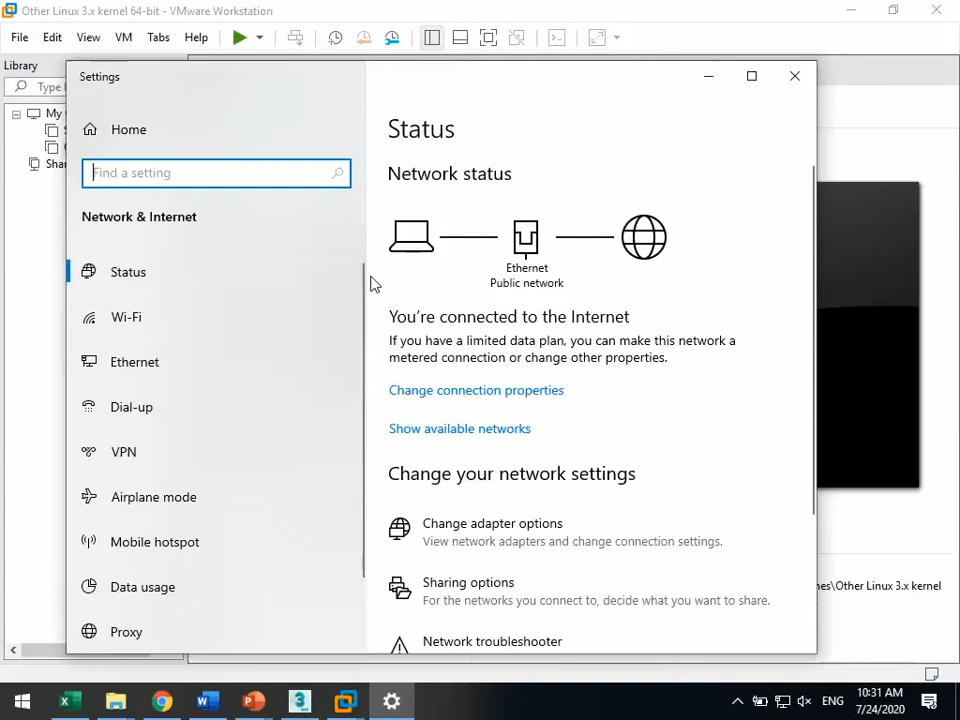 Other Linux 3.x kernel 64-bit - VMware Workstation
File Edit View VM Tabs Help
Library
Settings
My
Home
Status
Find a setting
Network status
Network & Internet
Ethernet
Public network
Status
Wi-Fi
You're connected to the Internet
If you have a limited data plan, you can make this network a
metered connection or change other properties.
Ethernet
Change connection properties
Dial-up
Show available networks
VPN
Change your network settings
Airplane mode
Change adapter options
View network adapters and change connection settings.
Mobile hotspot
Data usage
Sharing options
For the networks you connect to, decide what you want to share.
Proxy
Network troubleshooter
\Other Linux 3.x kernel
ENG
10:31 AM
7/24/2020